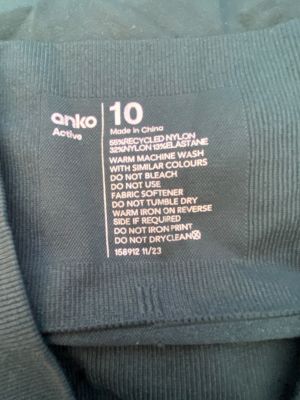 anko
Active
10
Made in China
55%RECYCLED NYLON
32%NYLON 13%ELASTANE
WARM MACHINE WASH
WITH SIMILAR COLOURS
DO NOT BLEACH
DO NOT USE
FABRIC SOFTENER
DO NOT TUMBLE DRY
WARM IRON ON REVERSE
SIDE IF REQUIRED
DO NOT IRON PRINT
DO NOT DRYCLEAN
158912 11/23